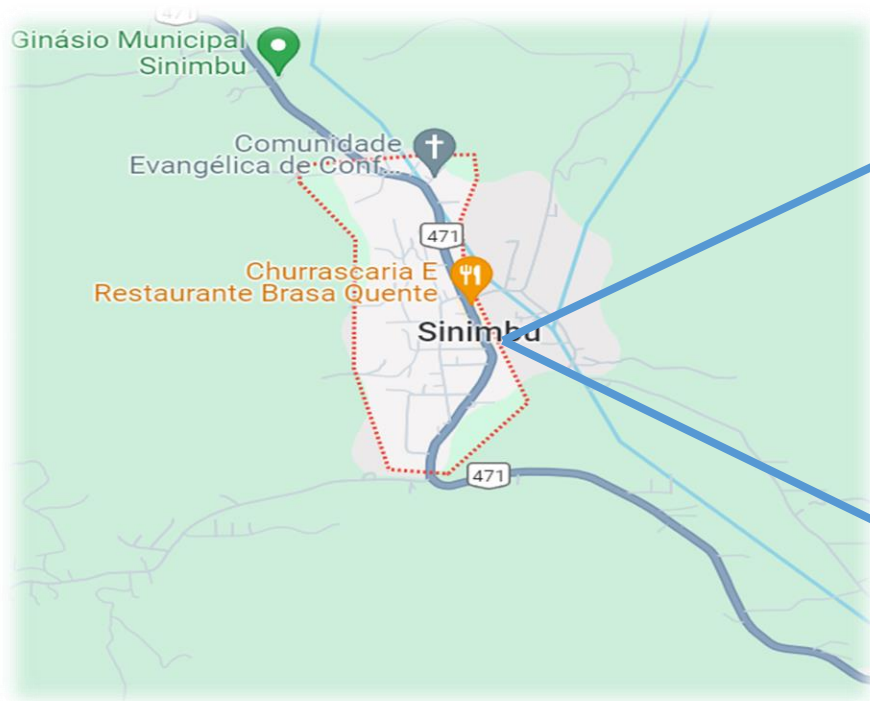 471
Ginásio Municipal
Sinimbu
Comunidade
Evangélica de Conf...
471
Churrascaria E
Restaurante Brasa Quente
Sinimbu
471